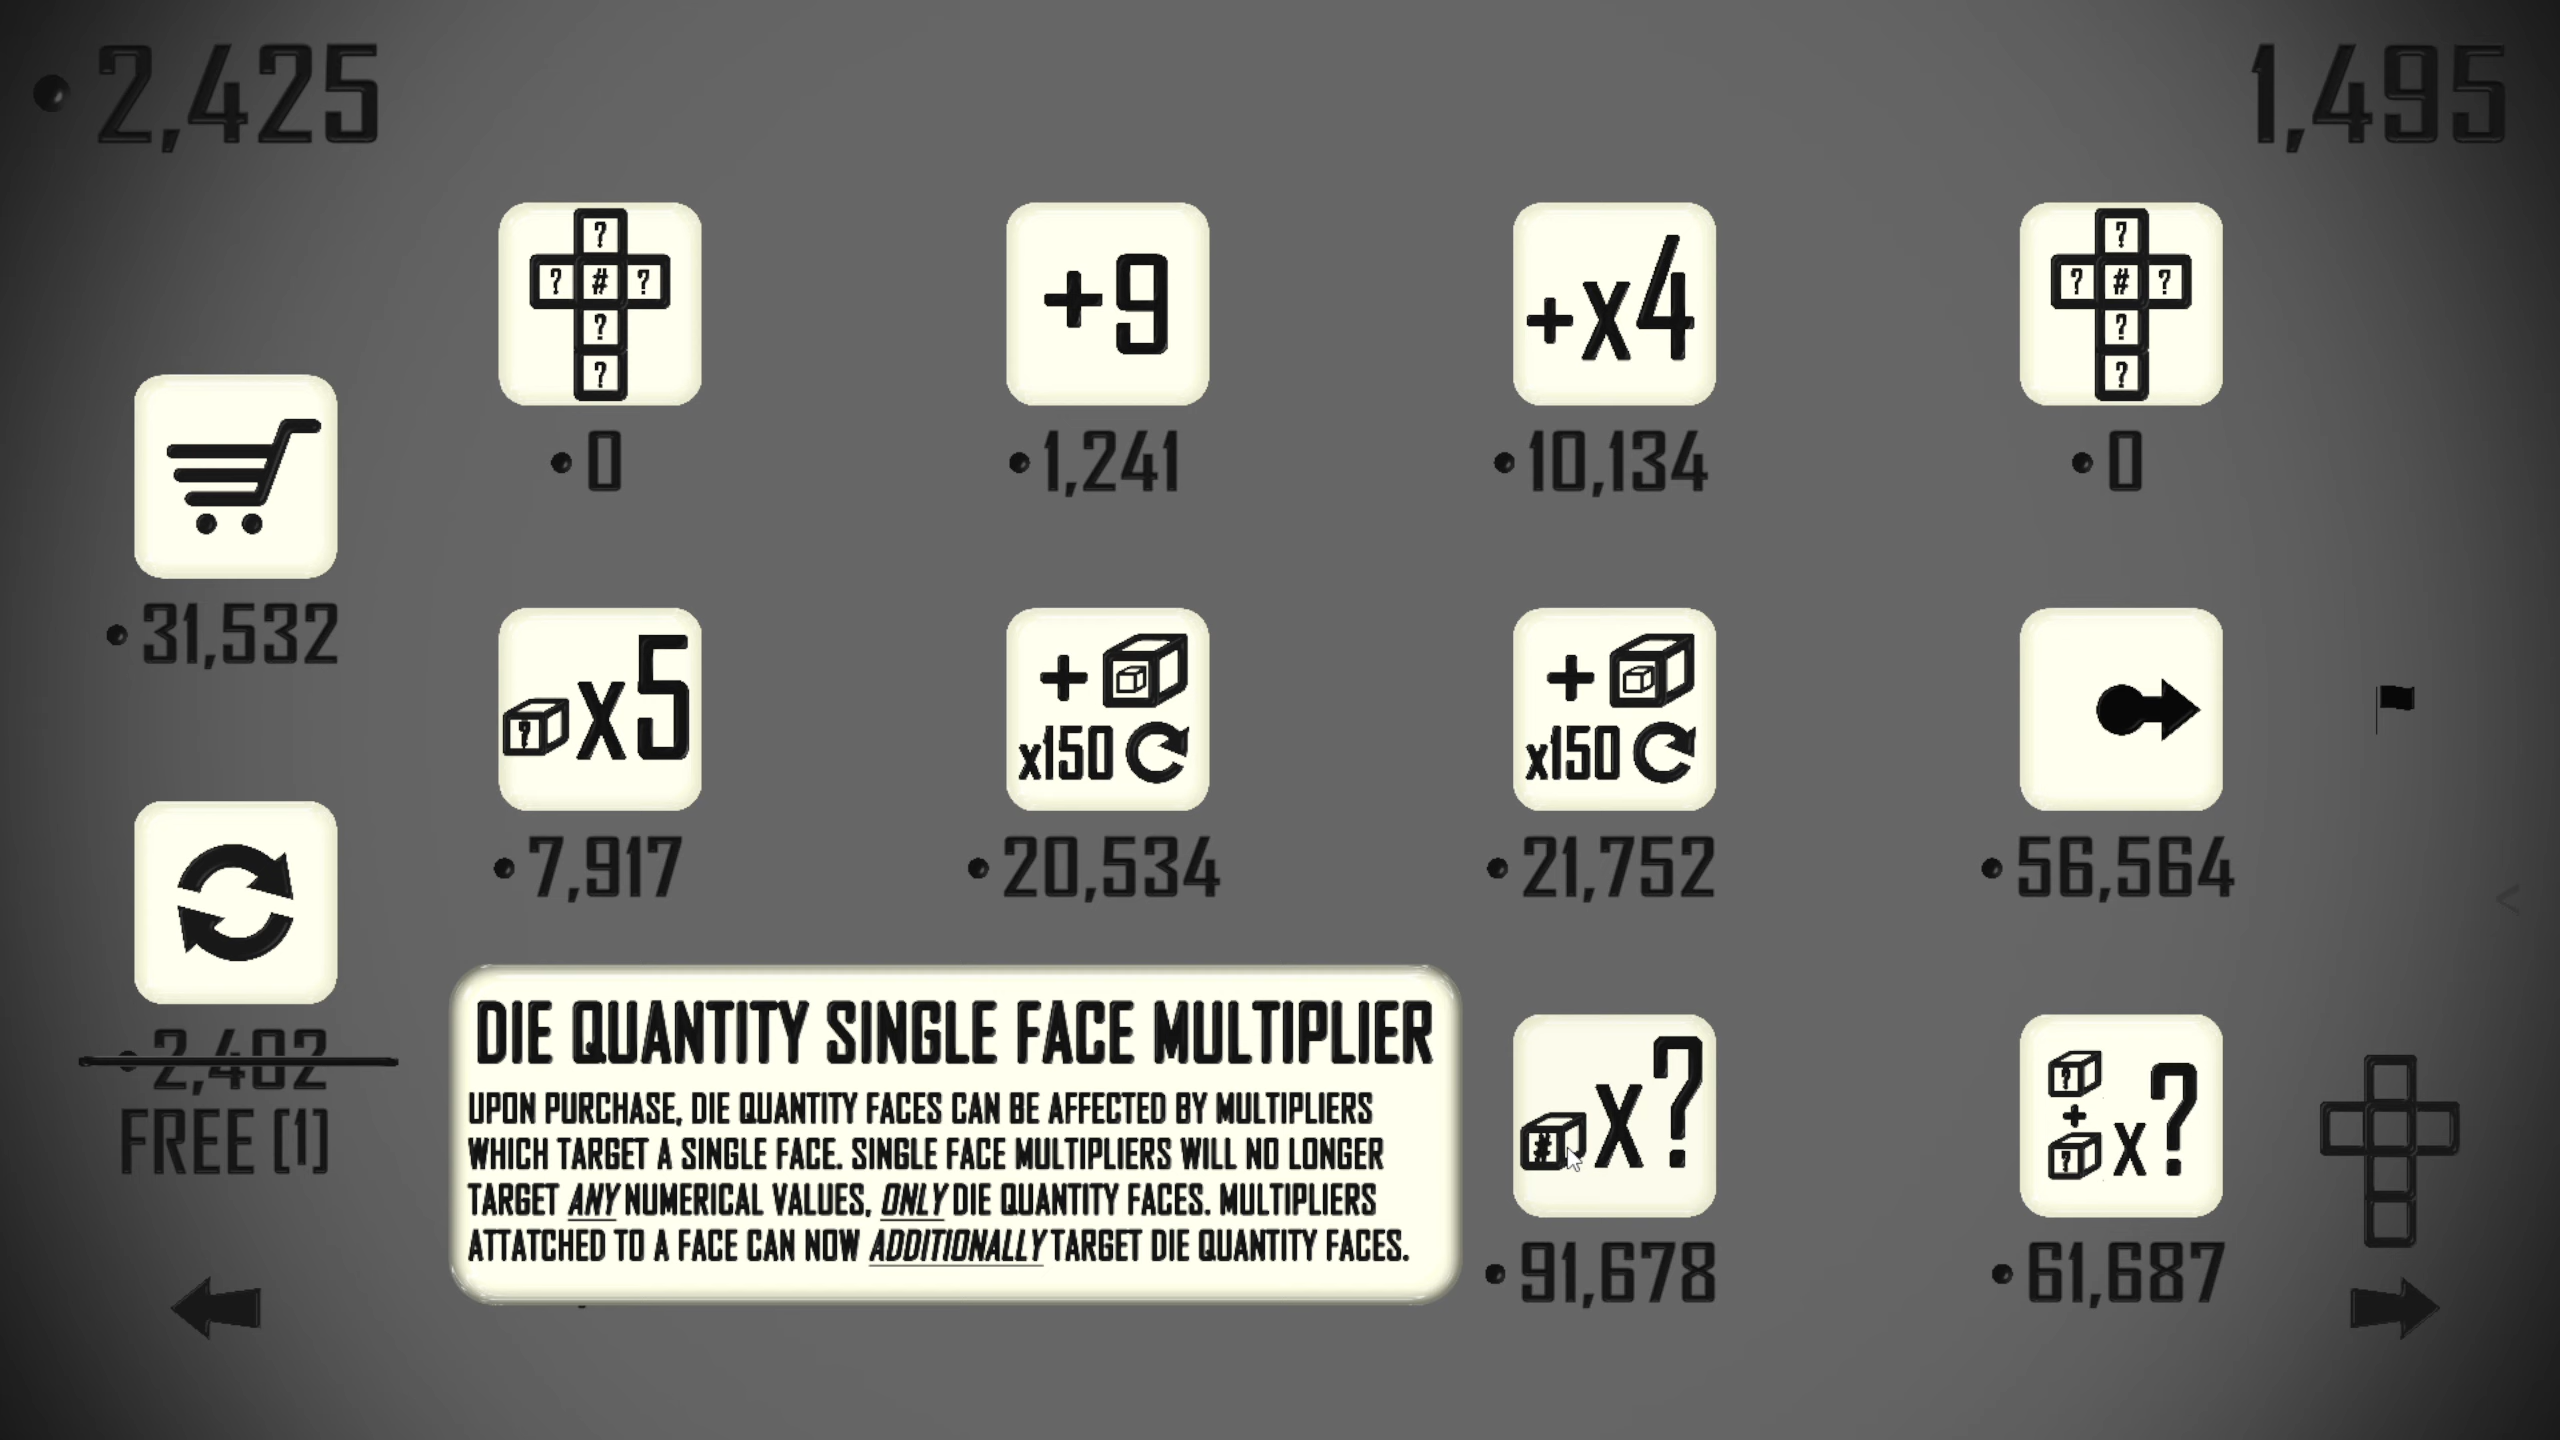 2,425
1,495
?
? # ?
?
?
+9
+x4
?
? # ?
?
?
0
1,241
10,134
0
31,532
?x5
+
x150
+
x150
7,917
20,534
21,752
56,564
<
2,402
FREE [1]
DIE QUANTITY SINGLE FACE MULTIPLIER
UPON PURCHASE, DIE QUANTITY FACES CAN BE AFFECTED BY MULTIPLIERS
WHICH TARGET A SINGLE FACE. SINGLE FACE MULTIPLIERS WILL NO LONGER
TARGET ANY NUMERICAL VALUES, ONLY DIE QUANTITY FACES. MULTIPLIERS
ATTATCHED TO A FACE CAN NOW ADDITIONALLY TARGET DIE QUANTITY FACES.
#x?
?
+
? x?
91,678
61,687